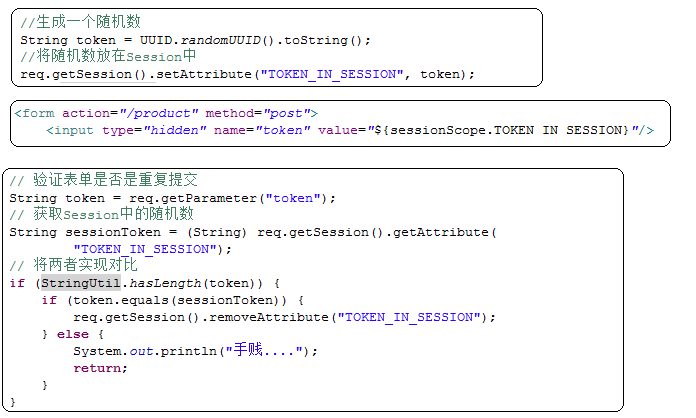 //生成一个随机数
String token = UUID.randomUUID().toString();
//将随机数放在Session中
req.getSession().setAttribute("TOKEN_IN_SESSION", token);
<form action="/product" method="post">
<input type="hidden" name="token" value="${sessionScope.TOKEN IN SESSION}"/>
// 验证表单是否是重复提交
String token = req.getParameter("token");
// 获取Session中的随机数
String sessionToken = (String) req.getSession().getAttribute(
"TOKEN_IN_SESSION");
// 将两者实现对比
if (StringUtil.hasLength(token)) {
if (token.equals(sessionToken)) {
req.getSession().removeAttribute("TOKEN_IN_SESSION");
} else {
System.out.println("手贱....");
return;
}
}